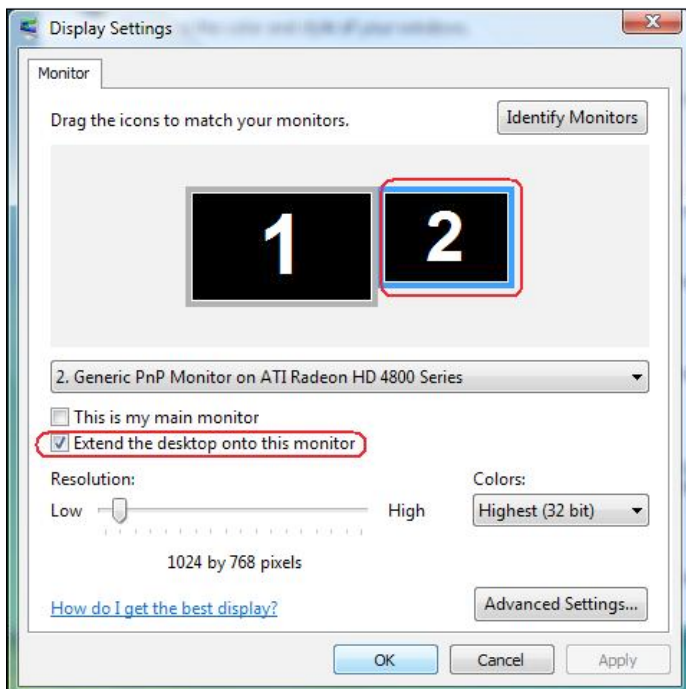 Display Settings
Monitor
Drag the icons to match your monitors.
Identify Monitors
1
2
2. Generic PnP Monitor on ATI Radeon HD 4800 Series
This is my main monitor
Extend the desktop onto this monitor
Resolution:
Colors:
Low
High
Highest (32 bit)
1024 by 768 pixels
How do I get the best display?
Advanced Settings...
OK
Cancel
Apply